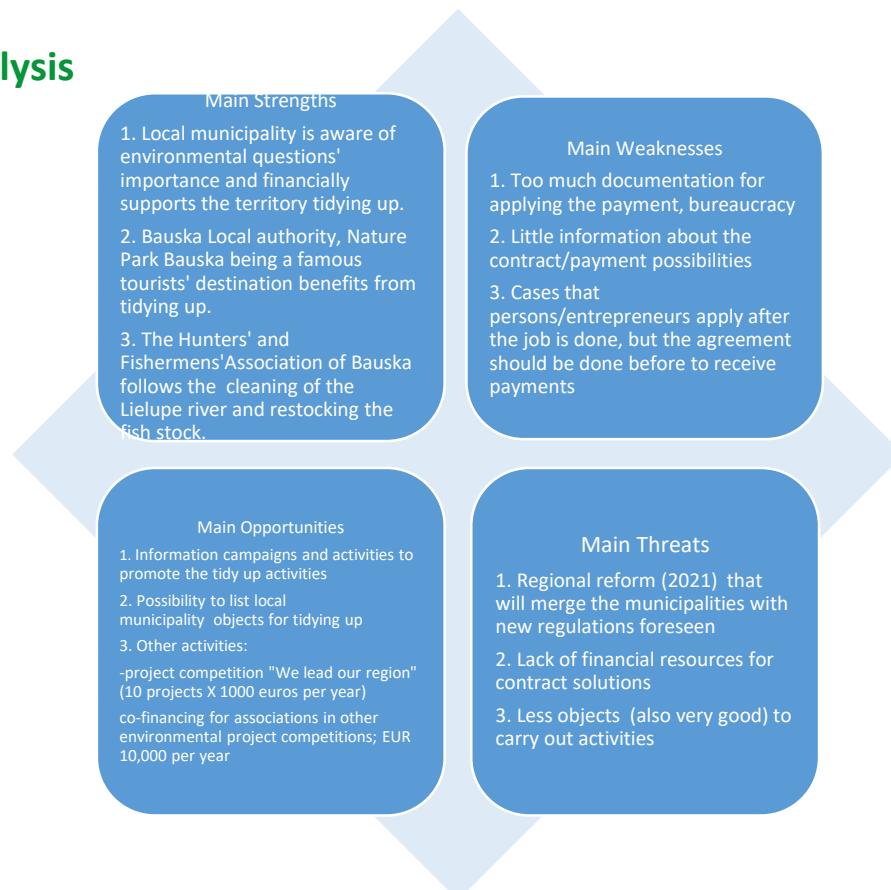 lysis
Main Strengths
1. Local municipality is aware of
environmental questions'
importance and financially
supports the territory tidying up.
2. Bauska Local authority, Nature
Park Bauska being a famous
tourists' destination benefits from
tidying up.
3. The Hunters' and
Fishermens'Association of Bauska
follows the cleaning of the
Lielupe river and restocking the
fish stock.
Main Weaknesses
1. Too much documentation for
applying the payment, bureaucracy
2. Little information about the
contract/payment possibilities
3. Cases that
persons/entrepreneurs apply after
the job is done, but the agreement
should be done before to receive
payments
Main Opportunities
1. Information campaigns and activities to
promote the tidy up activities
2. Possibility to list local
municipality objects for tidying up
3. Other activities:
-project competition "We lead our region"
(10 projects X 1000 euros per year)
co-financing for associations in other
environmental project competitions; EUR
10,000 per year
Main Threats
1. Regional reform (2021) that
will merge the municipalities with
new regulations foreseen
2. Lack of financial resources for
contract solutions
3. Less objects (also very good) to
carry out activities